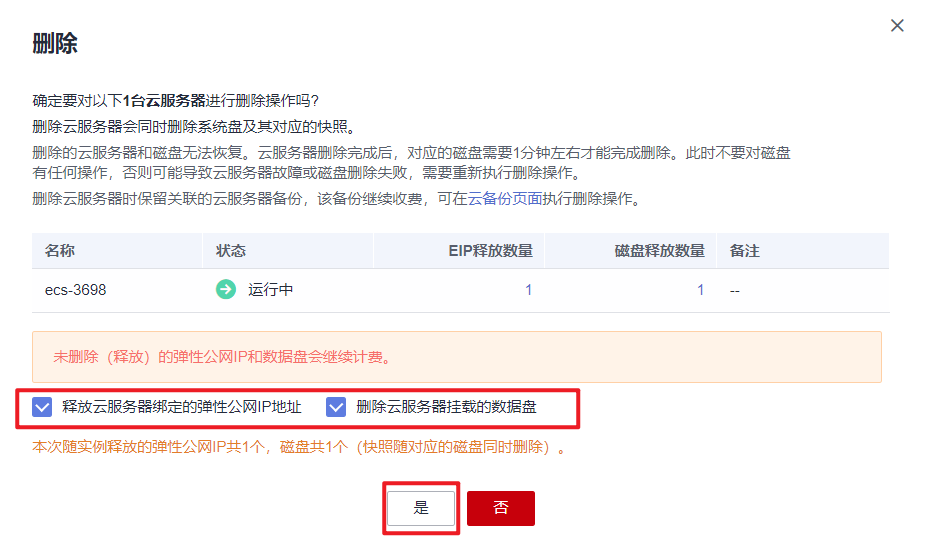 删除
确定要对以下1台云服务器进行删除操作吗?
删除云服务器会同时删除系统盘及其对应的快照。
删除的云服务器和磁盘无法恢复。云服务器删除完成后，对应的磁盘需要1分钟左右才能完成删除。此时不要对磁盘
有任何操作，否则可能导致云服务器故障或磁盘删除失败，需要重新执行删除操作。
删除云服务器时保留关联的云服务器备份，该备份继续收费，可在云备份页面执行删除操作。
名称 状态 EIP释放数量 磁盘释放数量 备注
ecs-3698 运行中 1 1 --
未删除（释放）的弹性公网IP和数据盘会继续计费。
释放云服务器绑定的弹性公网IP地址 删除云服务器挂载的数据盘
本次随实例释放的弹性公网IP共1个，磁盘共1个（快照随对应的磁盘同时删除）。
是 否